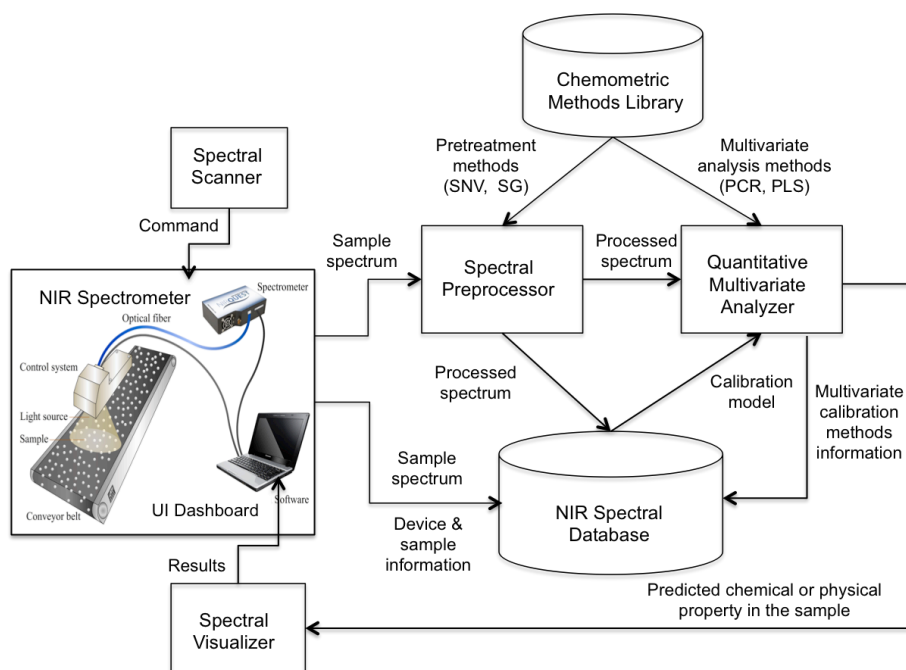 Chemometric
Methods Library
Pretreatment
methods
(SNV, SG)
Multivariate
analysis methods
(PCR, PLS)
Spectral
Scanner
Command
Sample
spectrum
Spectral
Preprocessor
Processed
spectrum
Quantitative
Multivariate
Analyzer
NIR Spectrometer
Spectrometer
Optical fiber
Control system
Light source
Sample
Conveyor belt
Software
UI Dashboard
Processed
spectrum
Calibration
model
Multivariate
calibration
methods
information
Sample
spectrum
Device &
sample
information
NIR Spectral
Database
Results
Spectral
Visualizer
Predicted chemical or physical
property in the sample